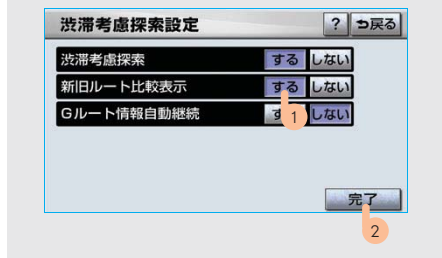 渋滞考慮探索設定 ? つ戻る
渋滞考慮探索 する しない
新旧ルート比較表示 する しない
Gルート情報自動継続 す しない
1
完了
2